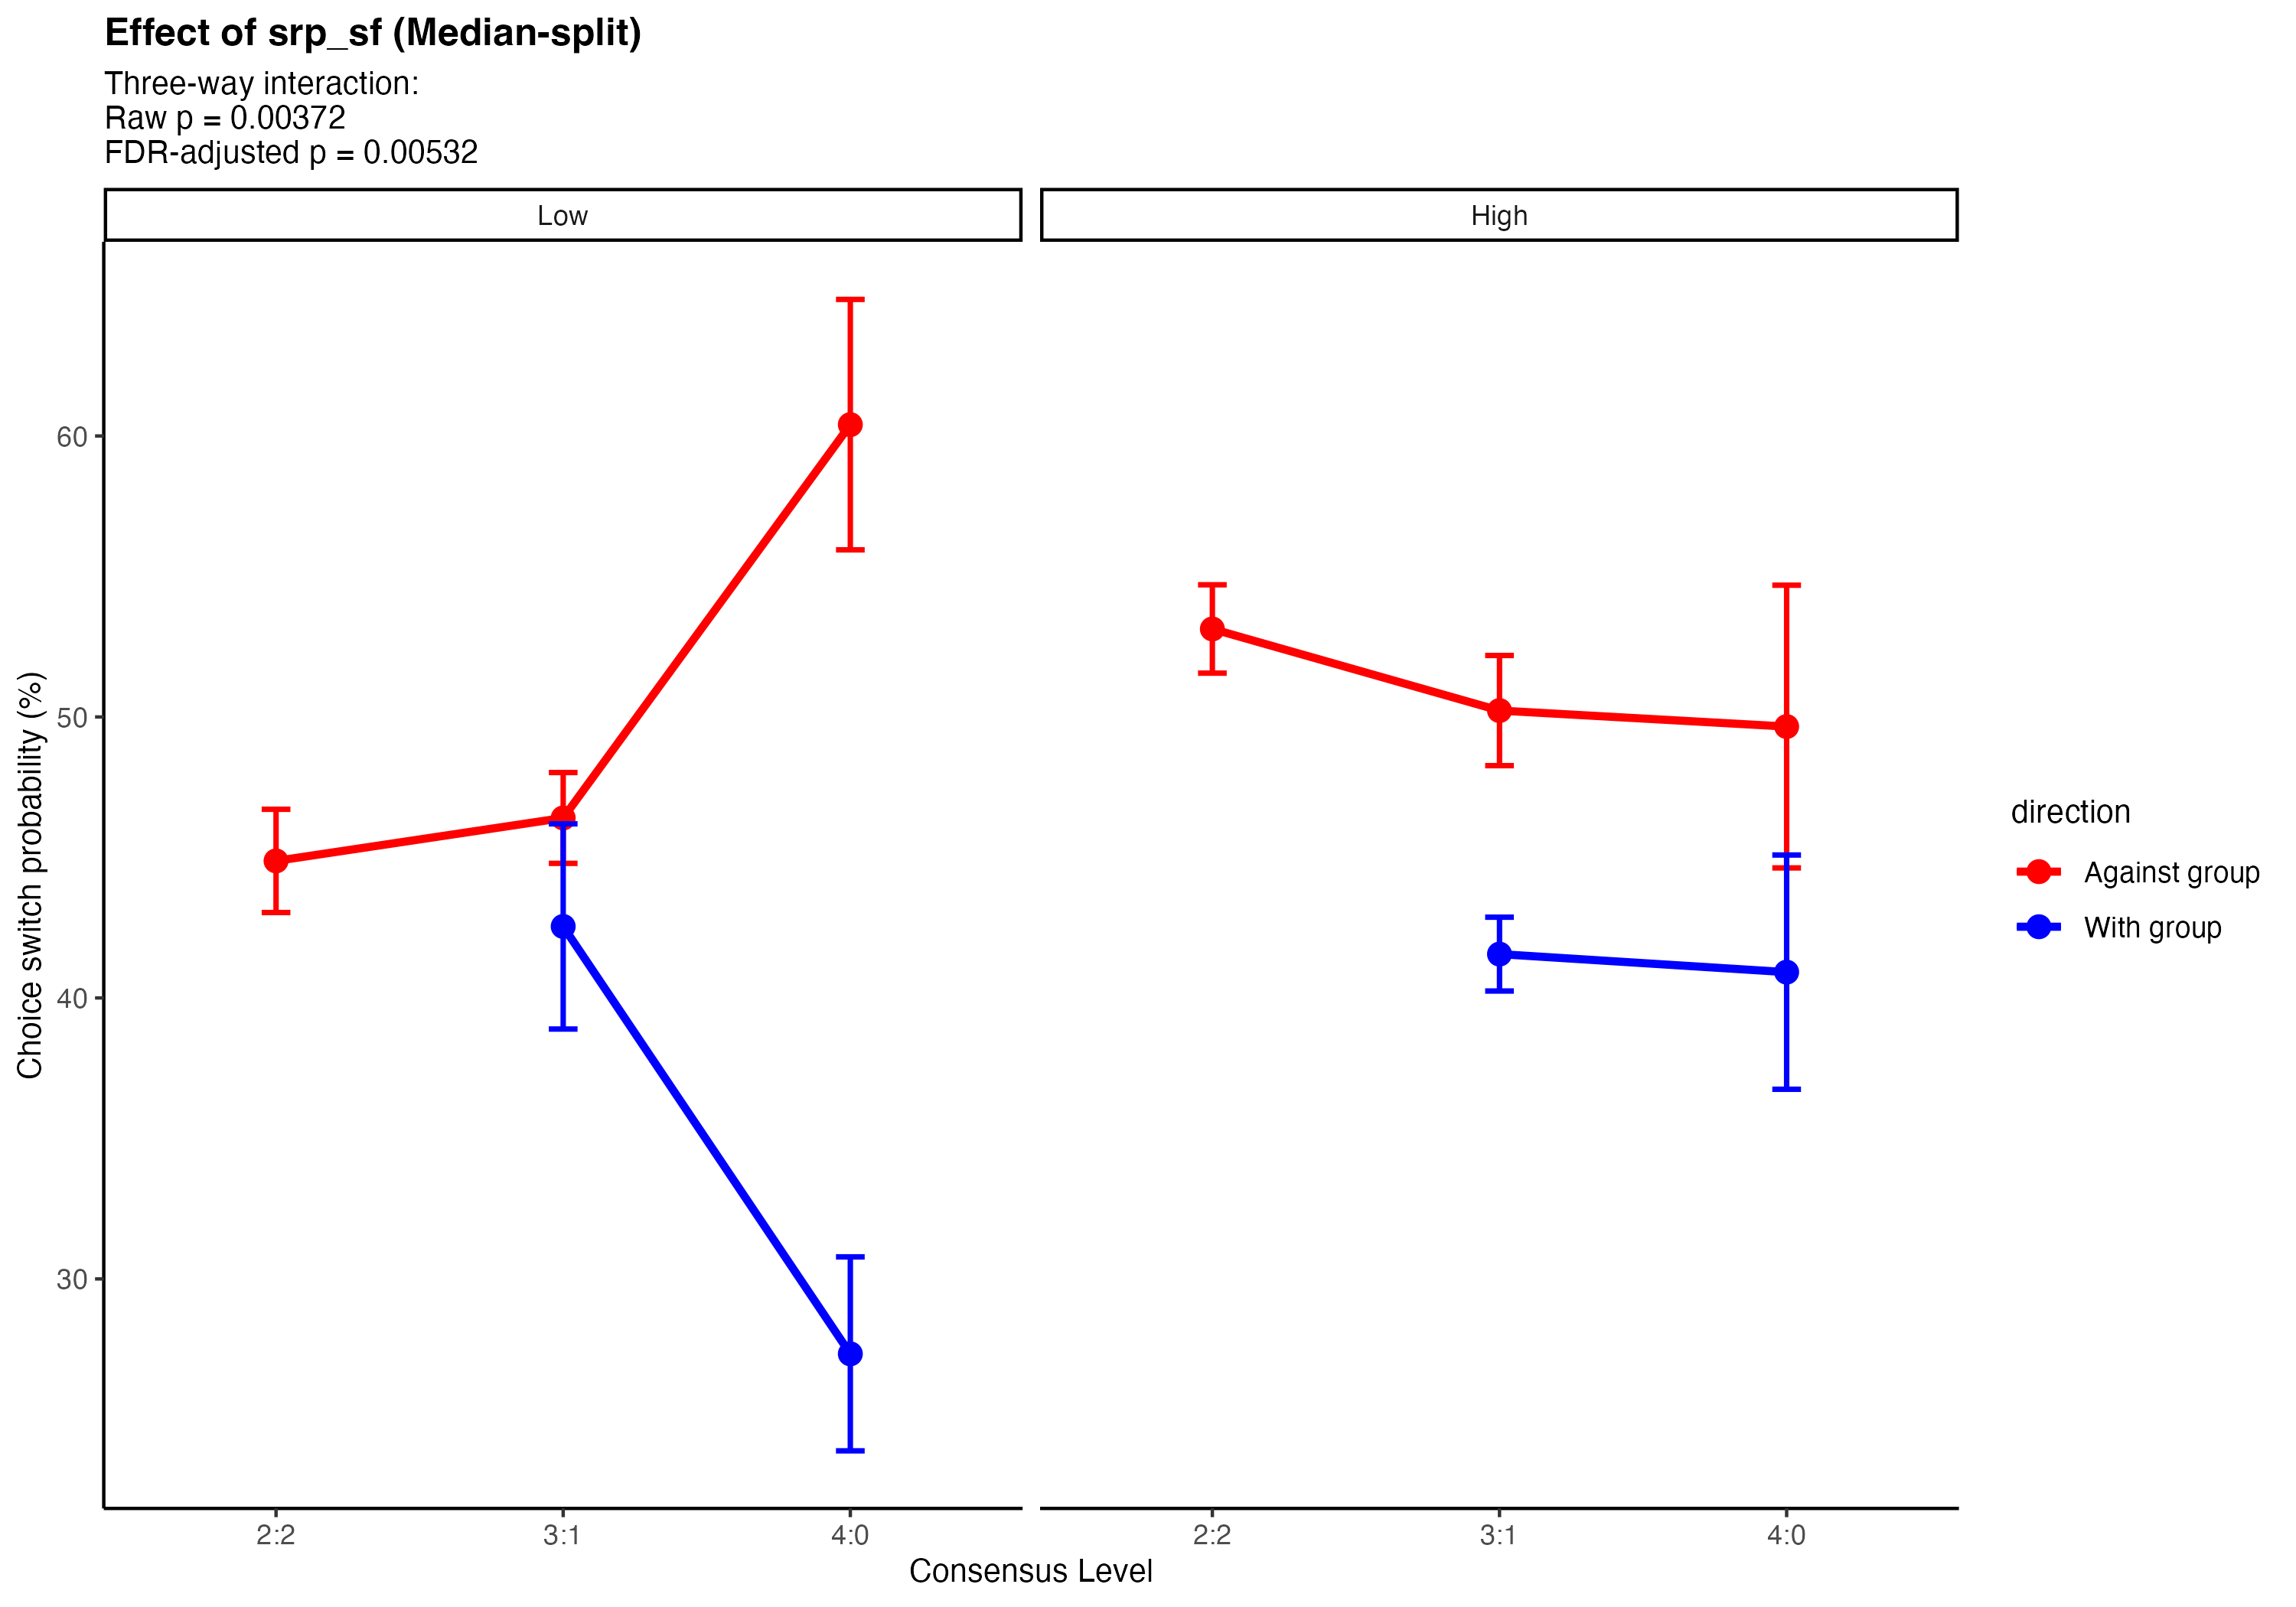 Effect of srp_sf (Median-split)
Three-way interaction:
Raw p = 0.00372
FDR-adjusted p = 0.00532
Low
High
60
50
40
30
Choice switch probability (%)
2:2
3:1
4:0
2:2
3:1
4:0
Consensus Level
direction
Against group
With group